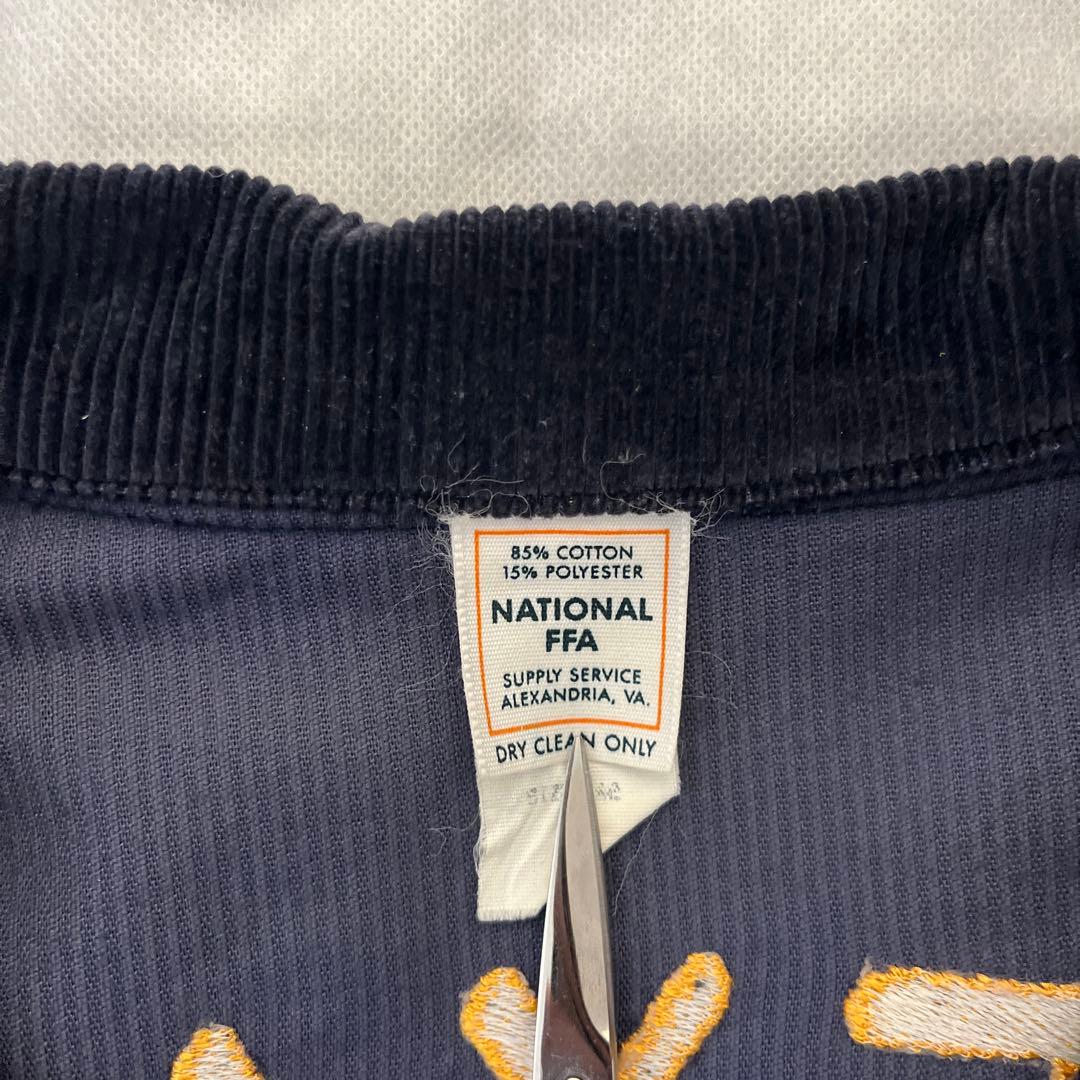 85% COTTON
15% POLYESTER
NATIONAL
FFA
SUPPLY SERVICE
ALEXANDRIA, VA.
DRY CLEAN ONLY